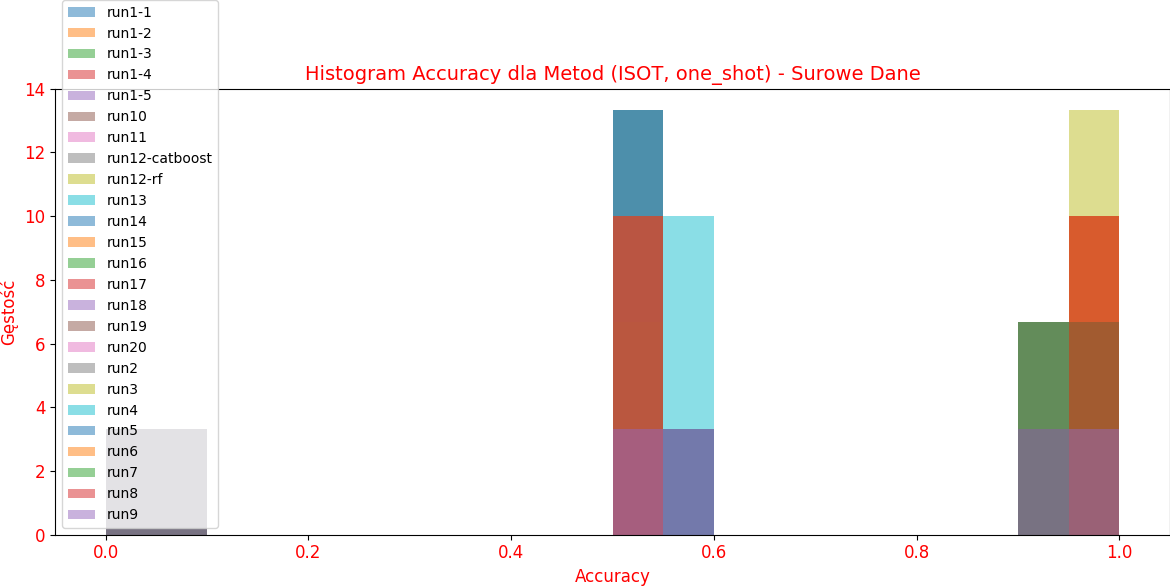 Histogram Accuracy dla Metod (ISOT, one_shot) - Surowe Dane
run1-1
run1-2
run1-3
run1-4
run1-5
run10
run11
run12-catboost
run12-rf
run13
run14
run15
run16
run17
run18
run19
run20
run2
run3
run4
run5
run6
run7
run8
run9
Gęstość
14
12
10
8
6
4
2
0
0.0
0.2
0.4
0.6
0.8
1.0
Accuracy